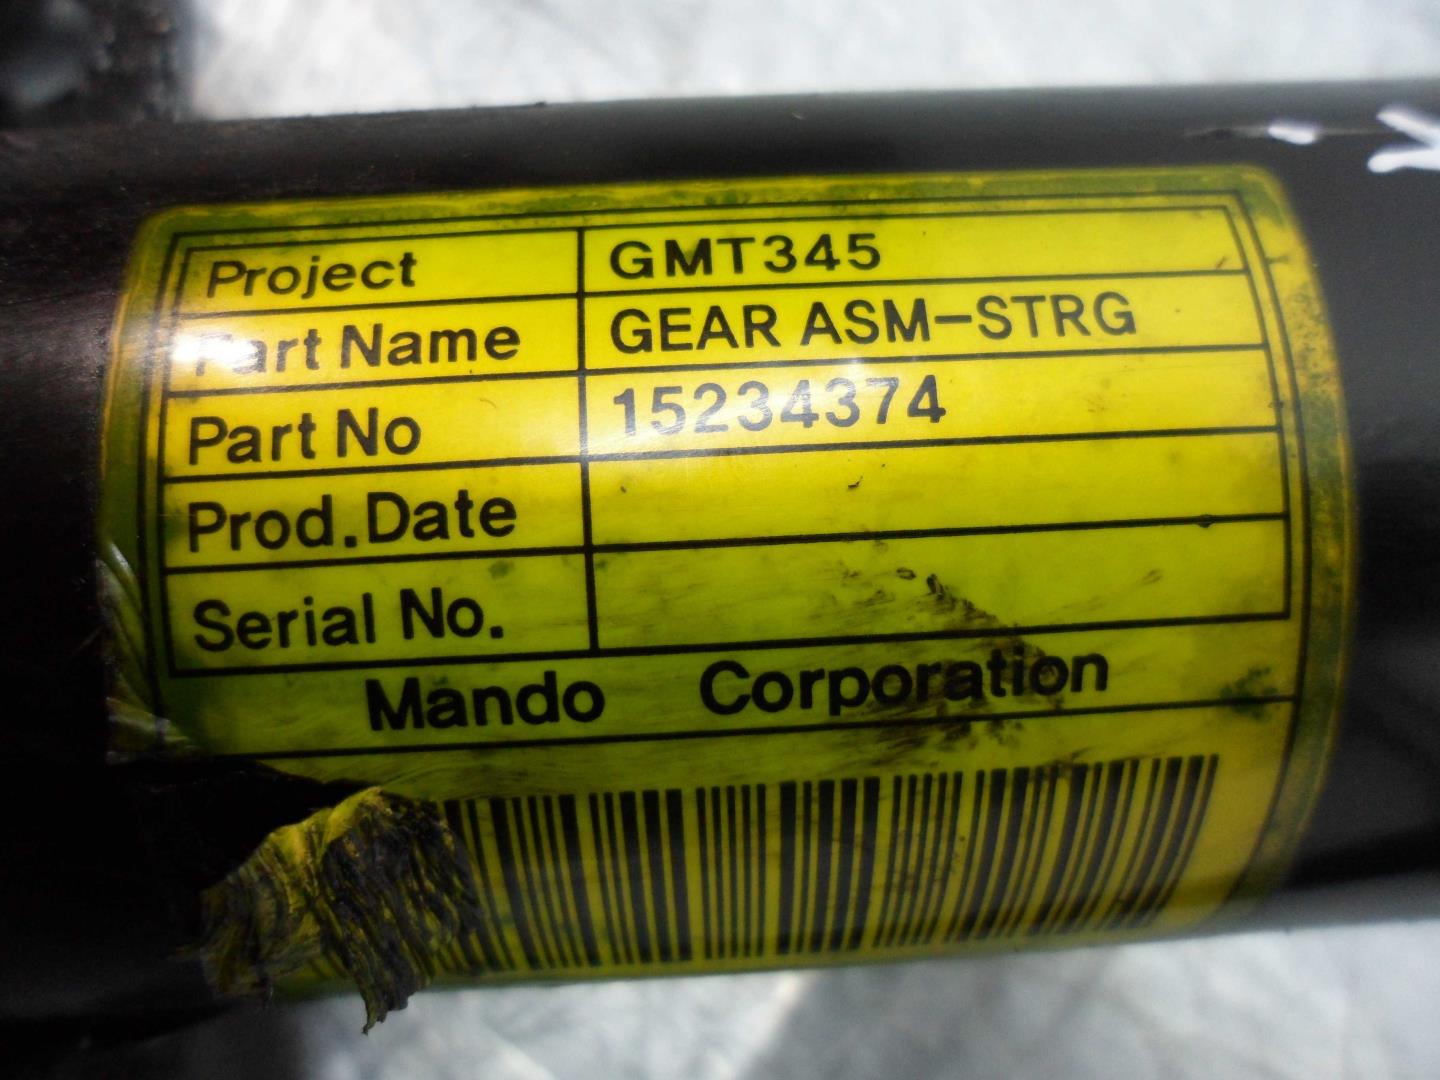 Project GMT345
Part Name GEAR ASM-STRG
Part No 15234374
Prod.Date
Serial No.
Mando Corporation